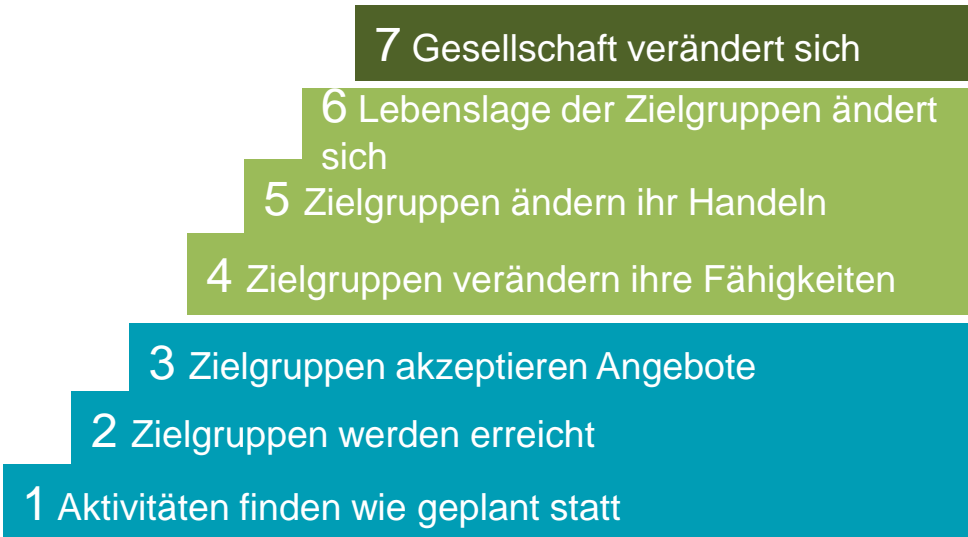 7 Gesellschaft verändert sich
6 Lebenslage der Zielgruppen ändert
sich
5 Zielgruppen ändern ihr Handeln
4 Zielgruppen verändern ihre Fähigkeiten
3 Zielgruppen akzeptieren Angebote
2 Zielgruppen werden erreicht
1 Aktivitäten finden wie geplant statt